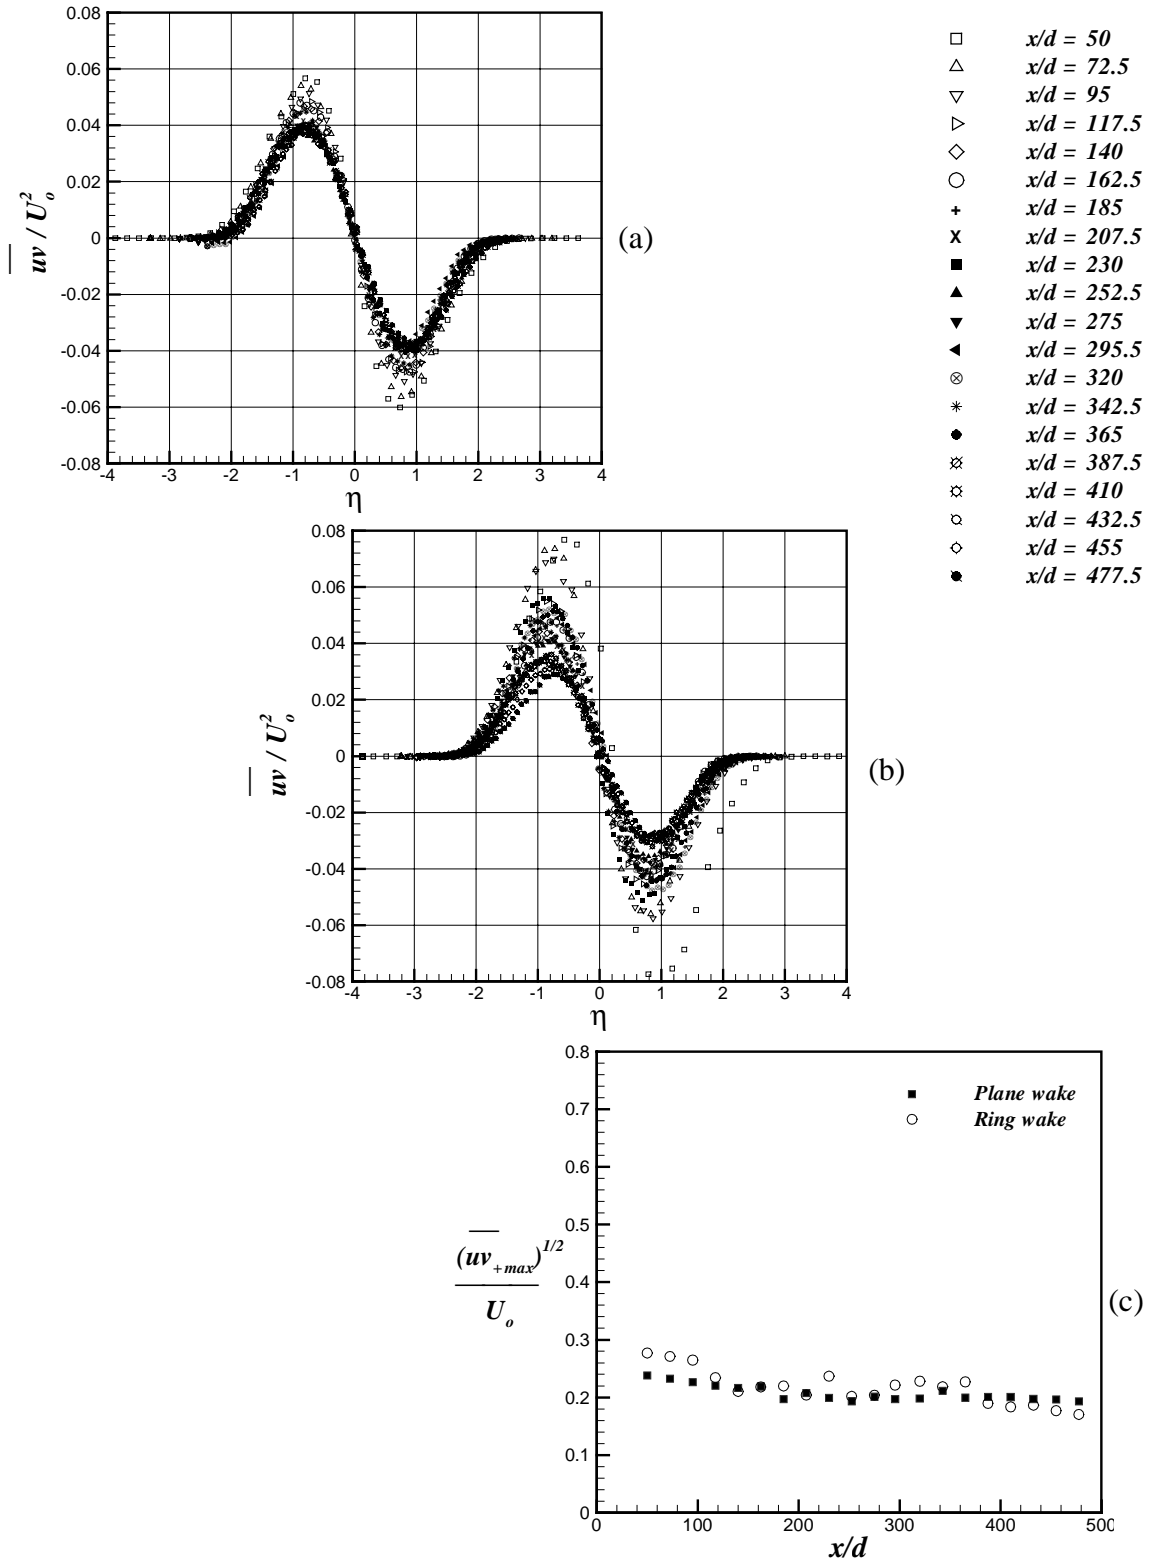 0.08
0.06
0.04
0.02
0
-0.02
-0.04
-0.06
-0.08
-4 -3 -2 -1 0 1 2 3 4
uv / U_o^2
η
(a)
x/d = 50
x/d = 72.5
x/d = 95
x/d = 117.5
x/d = 140
x/d = 162.5
x/d = 185
x/d = 207.5
x/d = 230
x/d = 252.5
x/d = 275
x/d = 295.5
x/d = 320
x/d = 342.5
x/d = 365
x/d = 387.5
x/d = 410
x/d = 432.5
x/d = 455
x/d = 477.5
0.08
0.06
0.04
0.02
0
-0.02
-0.04
-0.06
-0.08
-4 -3 -2 -1 0 1 2 3 4
uv / U_o^2
η
(b)
0.8
0.7
0.6
0.5
0.4
0.3
0.2
0.1
0
0 100 200 300 400 500
Plane wake
Ring wake
(uv_+max)^1/2
U_o
x/d
(c)